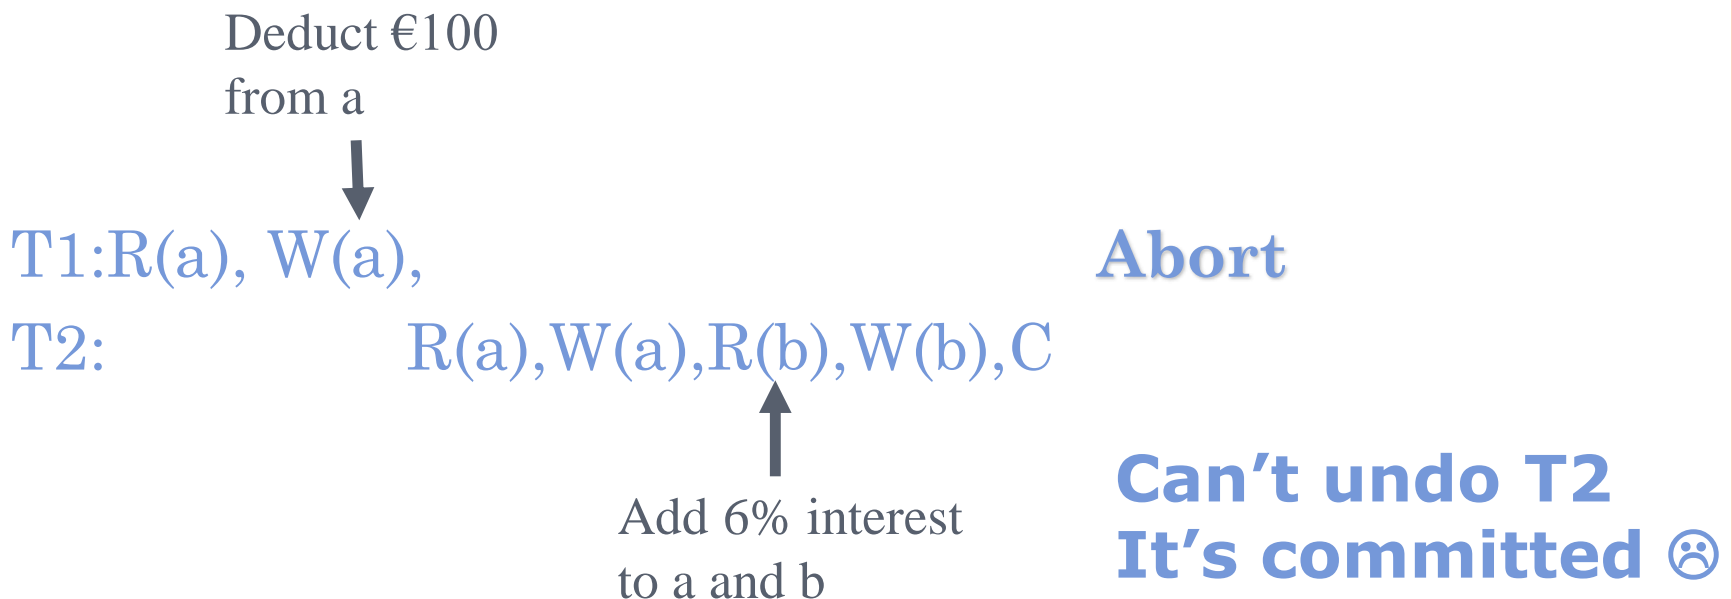 Deduct €100
from a
T1:R(a), W(a), Abort
T2: R(a),W(a),R(b),W(b),C
Add 6% interest
to a and b
Can’t undo T2
It’s committed ☹